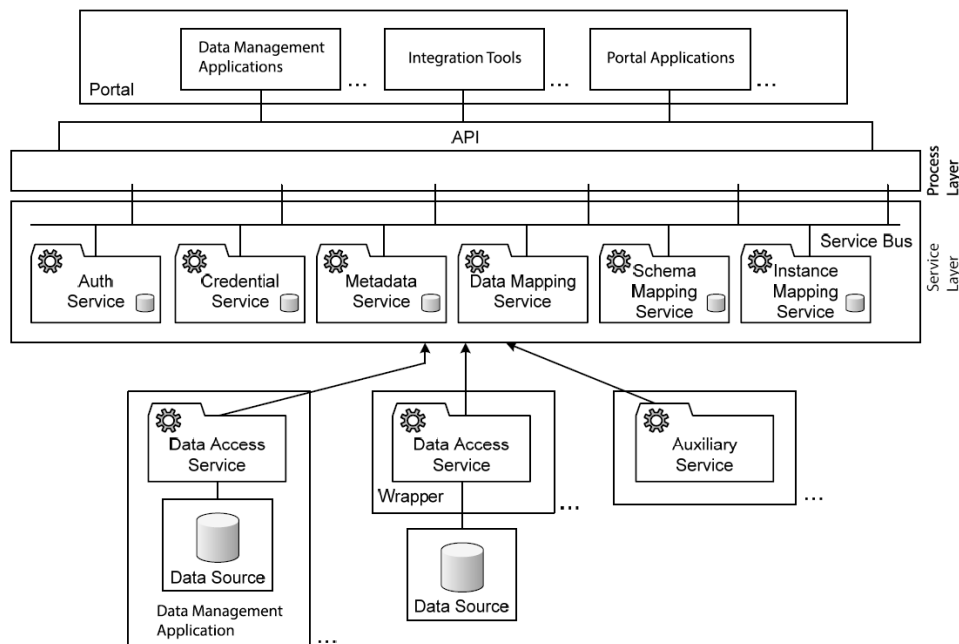 Data Management
Applications
...
Integration Tools
...
Portal Applications
...
Portal
API
Process
Layer
Service Bus
Service
Layer
Auth
Service
Credential
Service
Metadata
Service
Data Mapping
Service
Schema
Mapping
Service
Instance
Mapping
Service
Data Access
Service
Data Source
Data Management
Application
...
Data Access
Service
Wrapper
...
Data Source
Auxiliary
Service
...